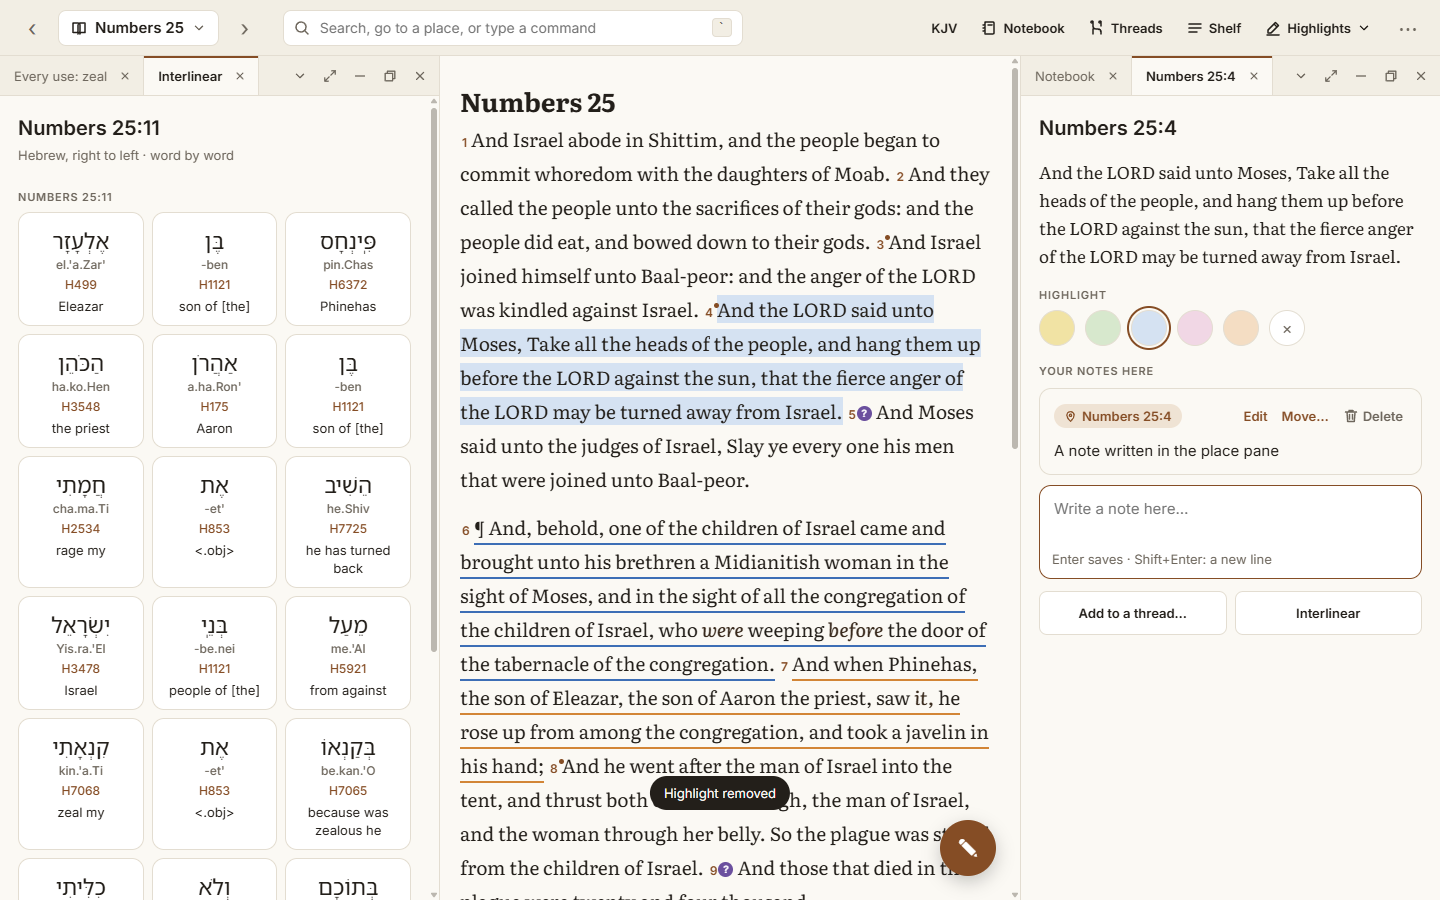 Numbers 25
Search, go to a place, or type a command
`
KJV
Notebook
Threads
Shelf
Highlights
Every use: zeal
Interlinear
Numbers 25:11
Hebrew, right to left · word by word
NUMBERS 25:11
אֶלְעָזָר
el.'a.Zar'
H499
Eleazar
בֶּן
-ben
H1121
son of [the]
פִּינְחָס
pin.Chas
H6372
Phinehas
הַכֹּהֵן
ha.ko.Hen
H3548
the priest
אַהֲרֹן
a.ha.Ron'
H175
Aaron
בֶּן
-ben
H1121
son of [the]
חֲמָתִי
cha.ma.Ti
H2534
rage my
אֶת
-et'
H853
<.obj>
הֵשִׁיב
he.Shiv
H7725
he has turned
back
יִשְׂרָאֵל
Yis.ra.'El
H3478
Israel
בְּנֵי
-be.nei
H1121
people of [the]
מֵעַל
me.'Al
H5921
from against
קִנְאָתִי
kin.'a.Ti
H7068
zeal my
אֶת
-et'
H853
<.obj>
בְּקַנְאוֹ
be.kan.'O
H7065
because was
zealous he
כִלִּיתִי
וְלֹא
בְּתוֹכָם
Numbers 25
1 And Israel abode in Shittim, and the people began to
commit whoredom with the daughters of Moab. 2 And they
called the people unto the sacrifices of their gods: and the
people did eat, and bowed down to their gods. 3 And Israel
joined himself unto Baal-peor: and the anger of the LORD
was kindled against Israel. 4 And the LORD said unto
Moses, Take all the heads of the people, and hang them up
before the LORD against the sun, that the fierce anger of
the LORD may be turned away from Israel. 5 ? And Moses
said unto the judges of Israel, Slay ye every one his men
that were joined unto Baal-peor.
6 ¶ And, behold, one of the children of Israel came and
brought unto his brethren a Midianitish woman in the
sight of Moses, and in the sight of all the congregation of
the children of Israel, who were weeping before the door of
the tabernacle of the congregation. 7 And when Phinehas,
the son of Eleazar, the son of Aaron the priest, saw it, he
rose up from among the congregation, and took a javelin in
his hand; 8 And he went after the man of Israel into the
tent, and thrust both
Highlight removed
the man of Israel,
and the woman through her belly. So the plague was
from the children of Israel. 9 ? And those that died in
Notebook
Numbers 25:4
Numbers 25:4
And the LORD said unto Moses, Take all the
heads of the people, and hang them up before
the LORD against the sun, that the fierce anger
of the LORD may be turned away from Israel.
HIGHLIGHT
YOUR NOTES HERE
Numbers 25:4
Edit
Move...
Delete
A note written in the place pane
Write a note here...
Enter saves · Shift+Enter: a new line
Add to a thread...
Interlinear